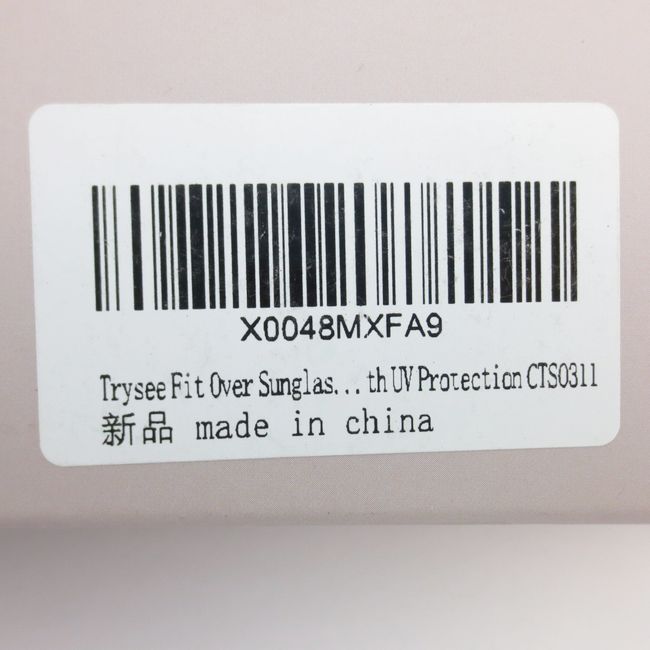 X0048MXFA9
Trysee Fit Over Sunglas...th UV Protection CTS0311
新品 made in china